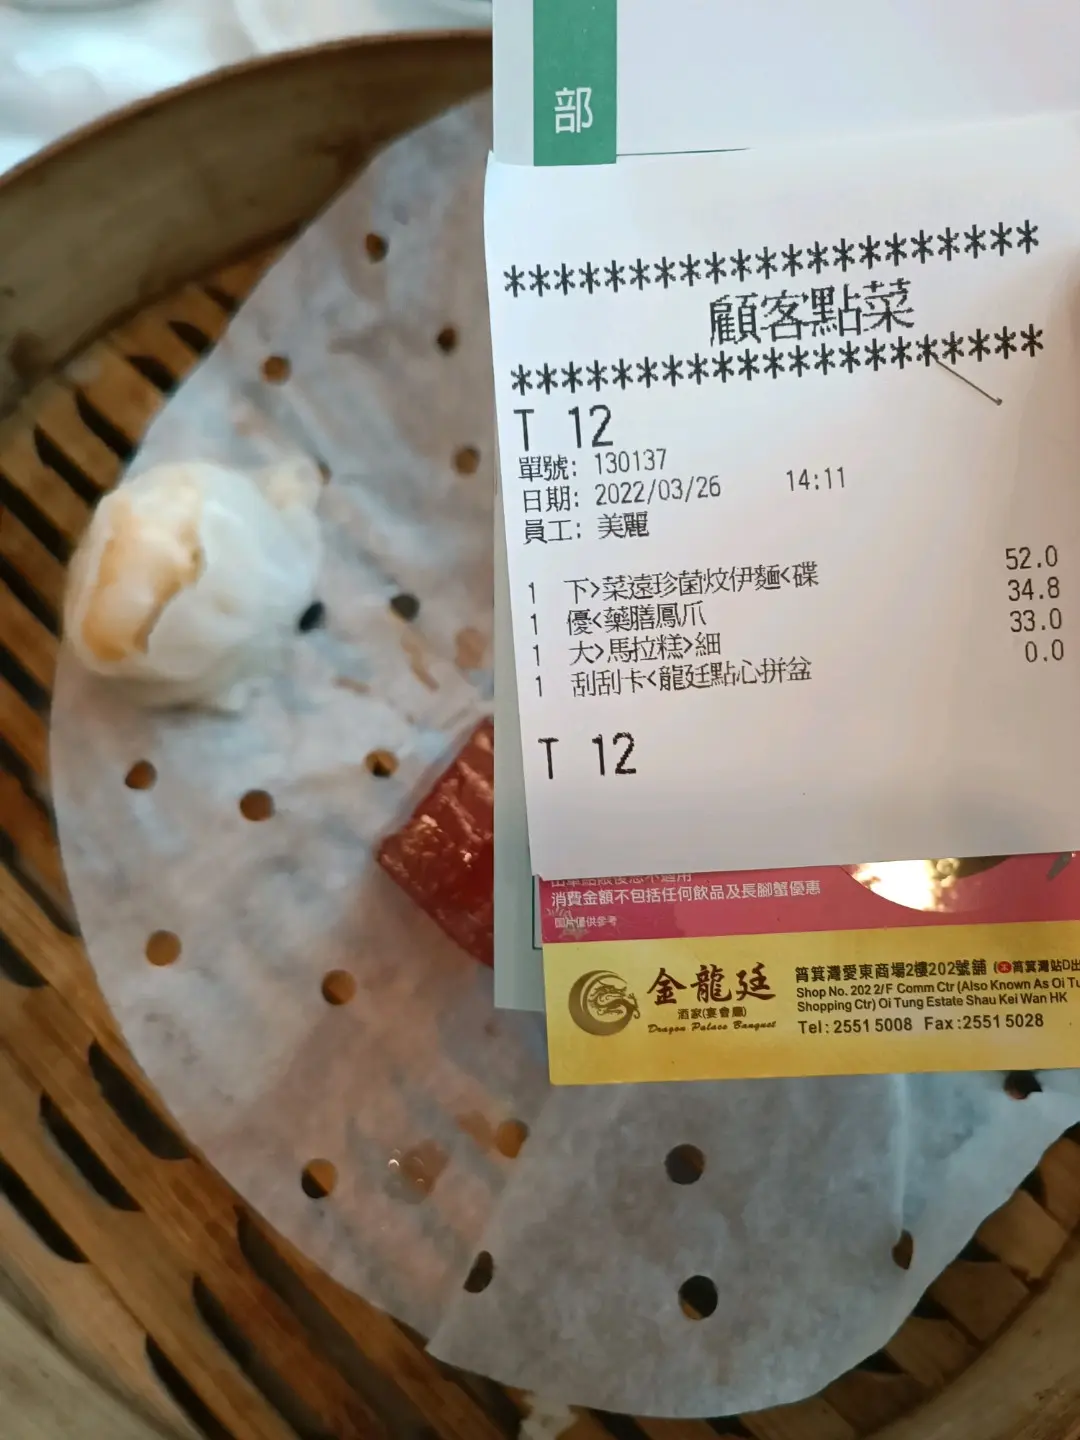 部
********************
顧客點菜
********************
T 12
單號: 130137
日期: 2022/03/26 14:11
員工: 美麗
1 下>菜遠珍菌炆伊麵<碟 52.0
1 優<藥膳鳳爪 34.8
1 大>馬拉糕>細 33.0
1 刮刮卡<龍廷點心拼盆 0.0
T 12
消費金額不包括任何飲品及長腳蟹優惠
圖片僅供參考
金龍廷
酒家(宴會廳)
Dragon Palace Banquet
筲箕灣愛東商場2樓202號舖 (筲箕灣站D出
Shop No. 202 2/F Comm Ctr (Also Known As Oi Tu
Shopping Ctr) Oi Tung Estate Shau Kei Wan HK
Tel: 2551 5008 Fax:2551 5028